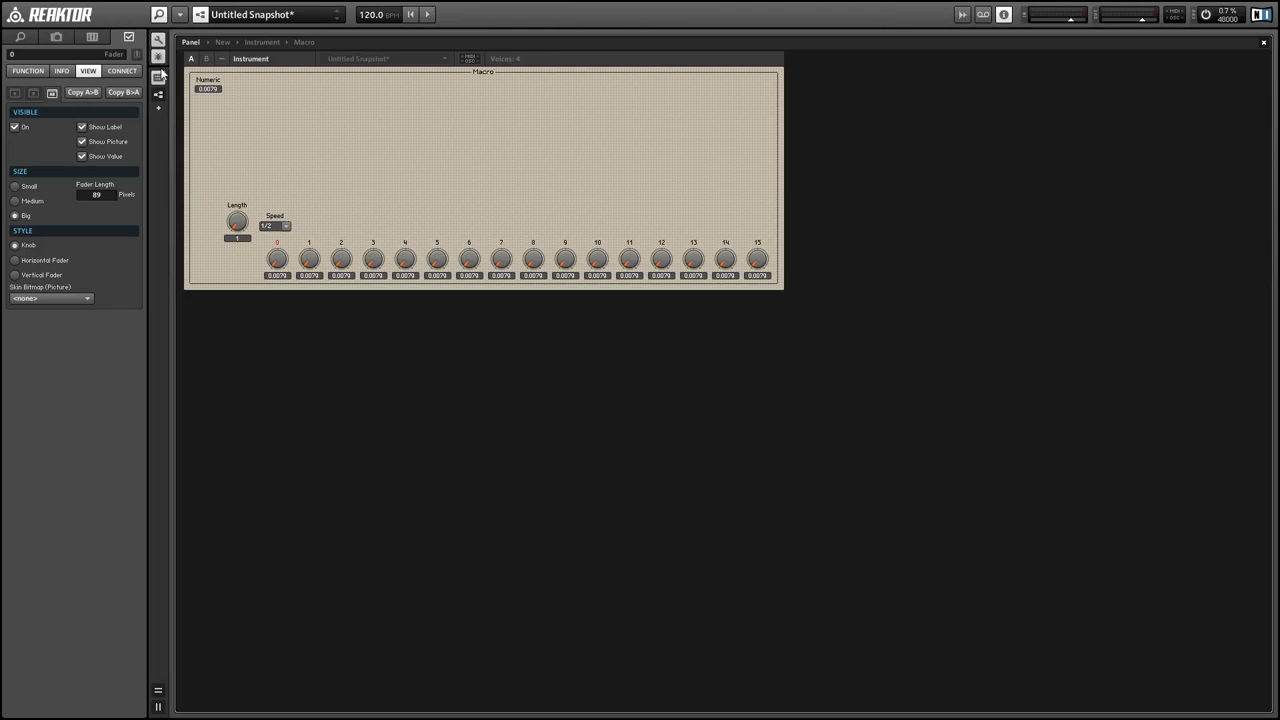 REAKTOR
Untitled Snapshot*
120.0 BPM
0.7 %
48000
NI
0 Fader
FUNCTION INFO VIEW CONNECT
Copy A>B Copy B>A
VISIBLE
On
Show Label
Show Picture
Show Value
SIZE
Small
Medium
Big
Fader Length
89 Pixels
STYLE
Knob
Horizontal Fader
Vertical Fader
Skin Bitmap (Picture)
<none>
Panel New Instrument Macro
A B Instrument Untitled Snapshot* MIDI OSC Voices: 4
Macro
Numeric
0.0079
Length
1
Speed
1/2
0 1 2 3 4 5 6 7 8 9 10 11 12 13 14 15
0.0079 0.0079 0.0079 0.0079 0.0079 0.0079 0.0079 0.0079 0.0079 0.0079 0.0079 0.0079 0.0079 0.0079 0.0079 0.0079